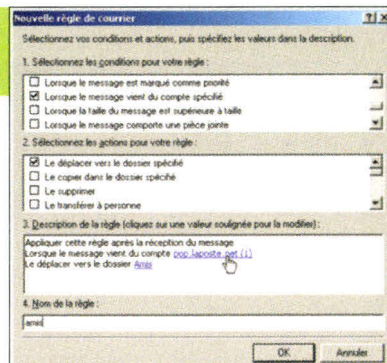 Nouvelle règle de courrier
Sélectionnez vos conditions et actions, puis spécifiez les valeurs dans la description.
1. Sélectionnez les conditions pour votre règle :
Lorsque le message est marqué comme priorité
Lorsque le message vient du compte spécifié
Lorsque la taille du message est supérieure à taille
Lorsque le message comporte une pièce jointe
2. Sélectionnez les actions pour votre règle :
Le déplacer vers le dossier spécifié
Le copier dans le dossier spécifié
Le supprimer
Le transférer à personne
3. Description de la règle (cliquez sur une valeur soulignée pour la modifier) :
Appliquer cette règle après la réception du message
Lorsque le message vient du compte pop.laposte.net (1)
Le déplacer vers le dossier Amis
4. Nom de la règle :
amis
OK Annuler